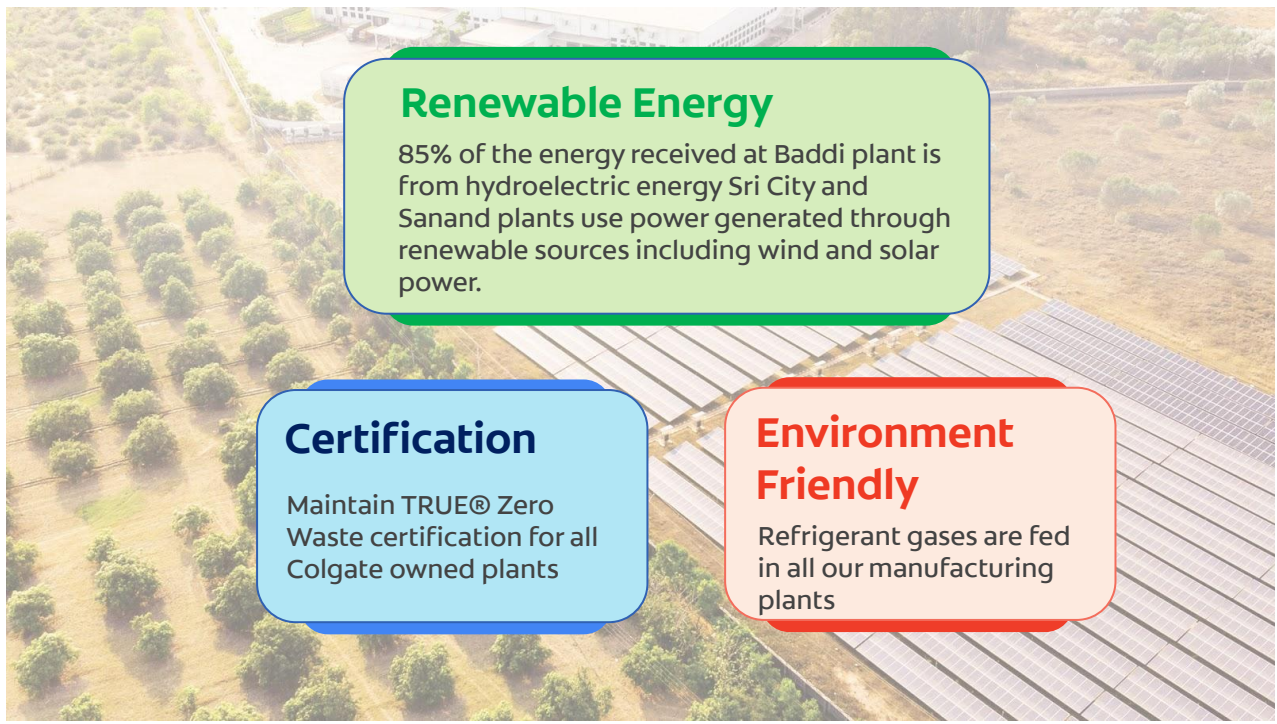 Renewable Energy
85% of the energy received at Baddi plant is
from hydroelectric energy Sri City and
Sanand plants use power generated through
renewable sources including wind and solar
power.
Certification
Maintain TRUE® Zero
Waste certification for all
Colgate owned plants
Environment
Friendly
Refrigerant gases are fed
in all our manufacturing
plants